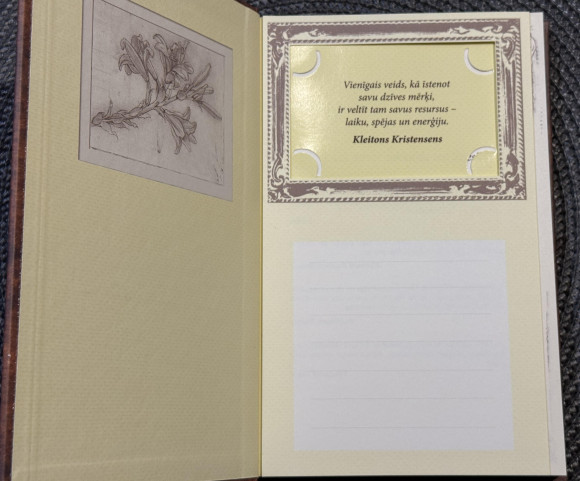 Vienīgais veids, kā īstenot
savu dzīves mērķi,
ir veltīt tam savus resursus –
laiku, spējas un enerģiju.
Kleitons Kristensens